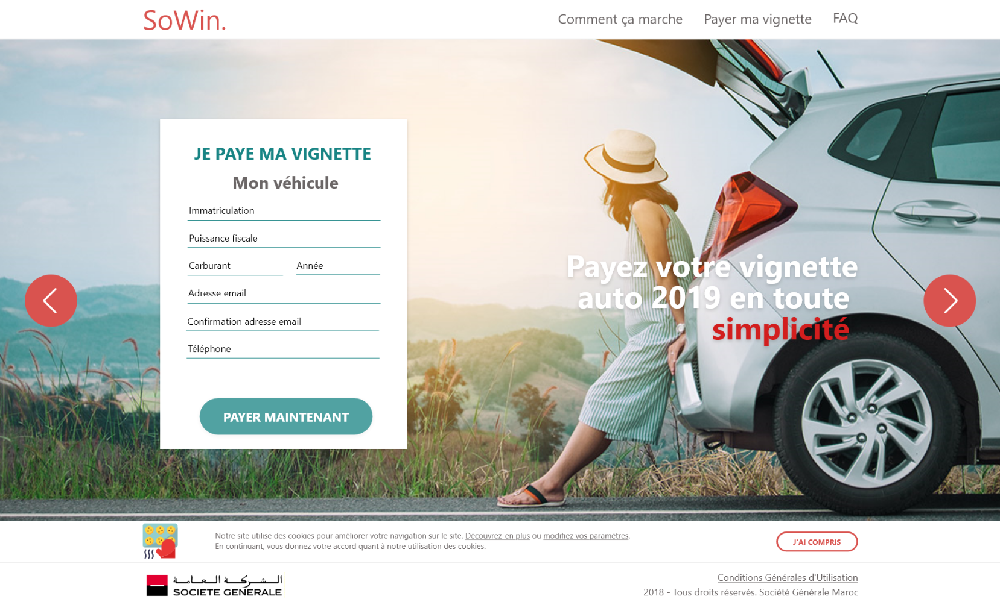 SoWin.
Comment ça marche
Payer ma vignette
FAQ
JE PAYE MA VIGNETTE
Mon véhicule
Immatriculation
Puissance fiscale
Carburant
Année
Adresse email
Confirmation adresse email
Téléphone
PAYER MAINTENANT
Payez votre vignette
auto 2019 en toute
simplicité
Notre site utilise des cookies pour améliorer votre navigation sur le site. Découvrez-en plus ou modifiez vos paramètres.
En continuant, vous donnez votre accord quant à notre utilisation des cookies.
J'AI COMPRIS
الشركة العامة
SOCIETE GENERALE
Conditions Générales d'Utilisation
2018 - Tous droits réservés. Société Générale Maroc